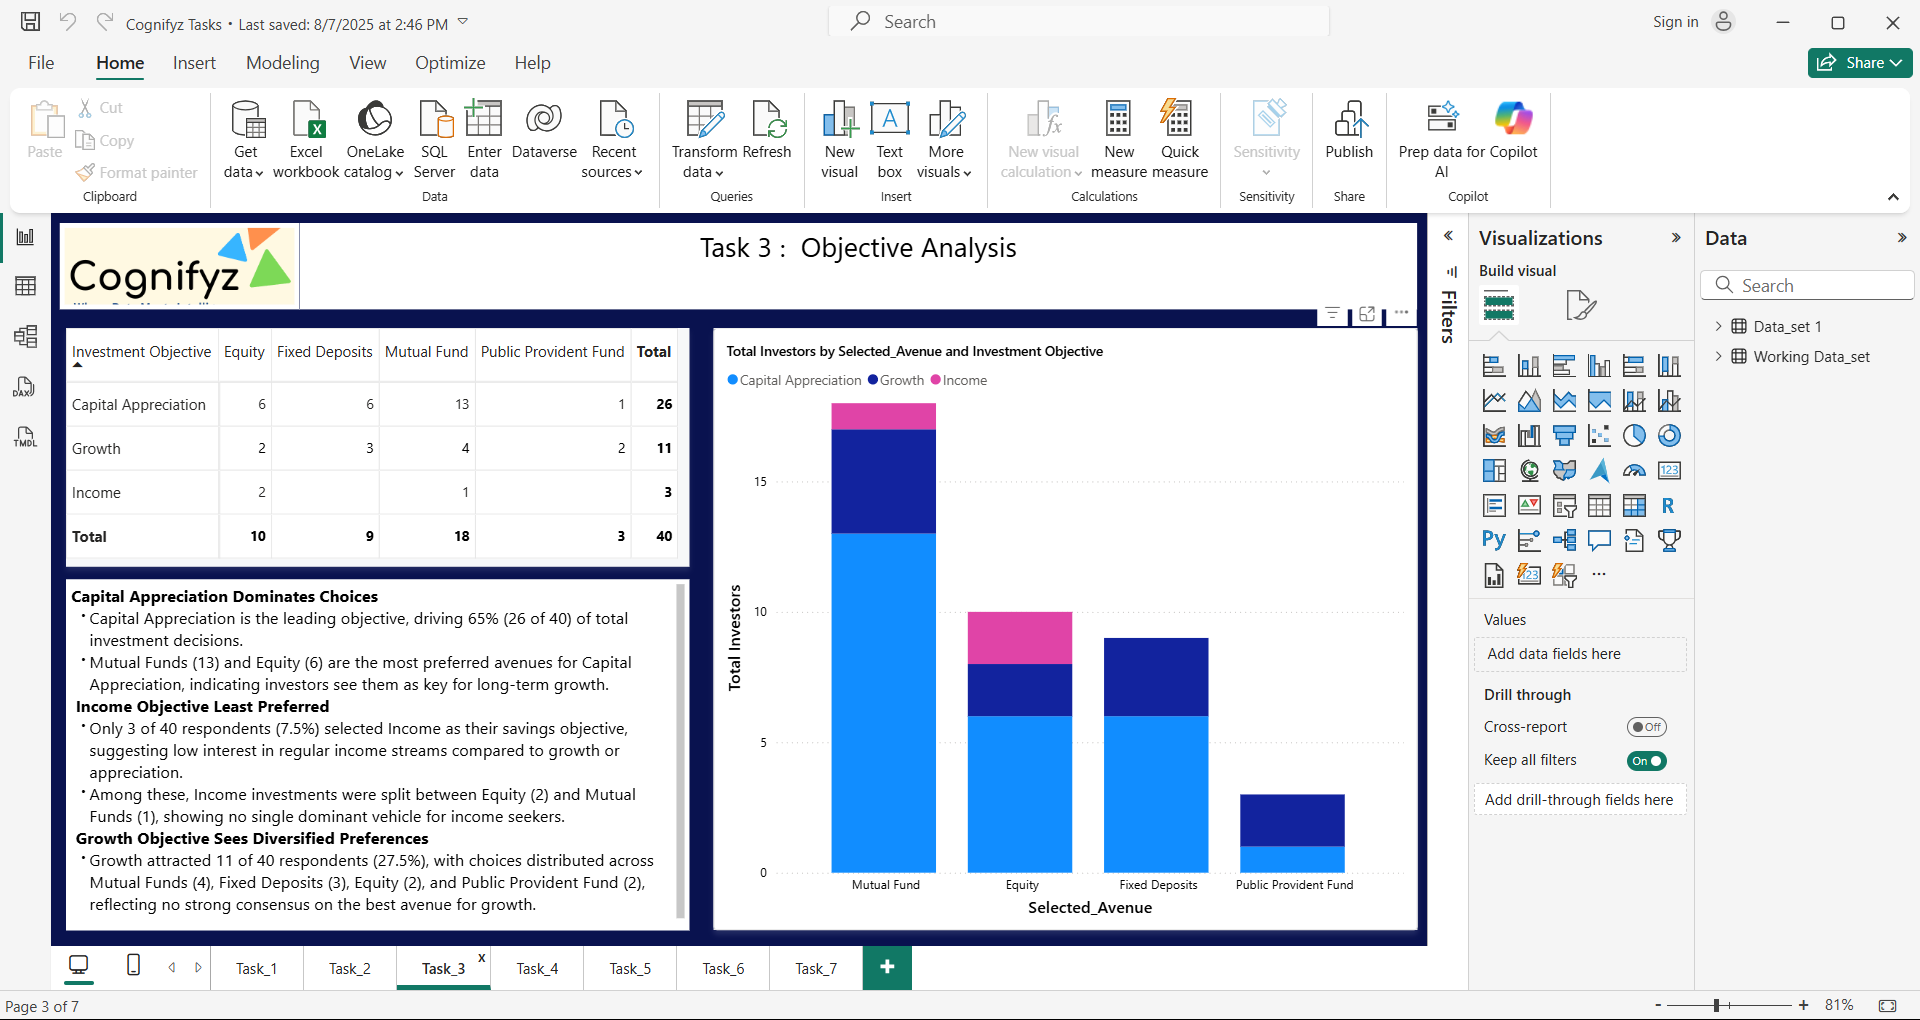 Cognifyz Tasks • Last saved: 8/7/2025 at 2:46 PM
Search
Sign in
File Home Insert Modeling View Optimize Help
Share
Paste
Cut
Copy
Format painter
Clipboard
Get data
Excel workbook
OneLake catalog
SQL Server
Enter data
Dataverse
Recent sources
Data
Transform data
Refresh
Queries
New visual
Text box
More visuals
Insert
New visual calculation
New measure
Quick measure
Calculations
Sensitivity
Sensitivity
Publish
Share
Prep data for AI
Copilot
Copilot
DAX
TMDL
Cognifyz
Task 3 : Objective Analysis
Investment Objective Equity Fixed Deposits Mutual Fund Public Provident Fund Total
Capital Appreciation 6 6 13 1 26
Growth 2 3 4 2 11
Income 2 1 3
Total 10 9 18 3 40
Capital Appreciation Dominates Choices
• Capital Appreciation is the leading objective, driving 65% (26 of 40) of total
investment decisions.
• Mutual Funds (13) and Equity (6) are the most preferred avenues for Capital
Appreciation, indicating investors see them as key for long-term growth.
Income Objective Least Preferred
• Only 3 of 40 respondents (7.5%) selected Income as their savings objective,
suggesting low interest in regular income streams compared to growth or
appreciation.
• Among these, Income investments were split between Equity (2) and Mutual
Funds (1), showing no single dominant vehicle for income seekers.
Growth Objective Sees Diversified Preferences
• Growth attracted 11 of 40 respondents (27.5%), with choices distributed across
Mutual Funds (4), Fixed Deposits (3), Equity (2), and Public Provident Fund (2),
reflecting no strong consensus on the best avenue for growth.
Total Investors by Selected_Avenue and Investment Objective
Capital Appreciation Growth Income
Total Investors
15
10
5
0
Mutual Fund Equity Fixed Deposits Public Provident Fund
Selected_Avenue
Filters
Visualizations
Build visual
123
R
Py
123
Values
Add data fields here
Drill through
Cross-report
Off
Keep all filters
On
Add drill-through fields here
Data
Search
Data_set 1
Working Data_set
Task_1 Task_2 Task_3 x Task_4 Task_5 Task_6 Task_7 +
Page 3 of 7
- + 81%